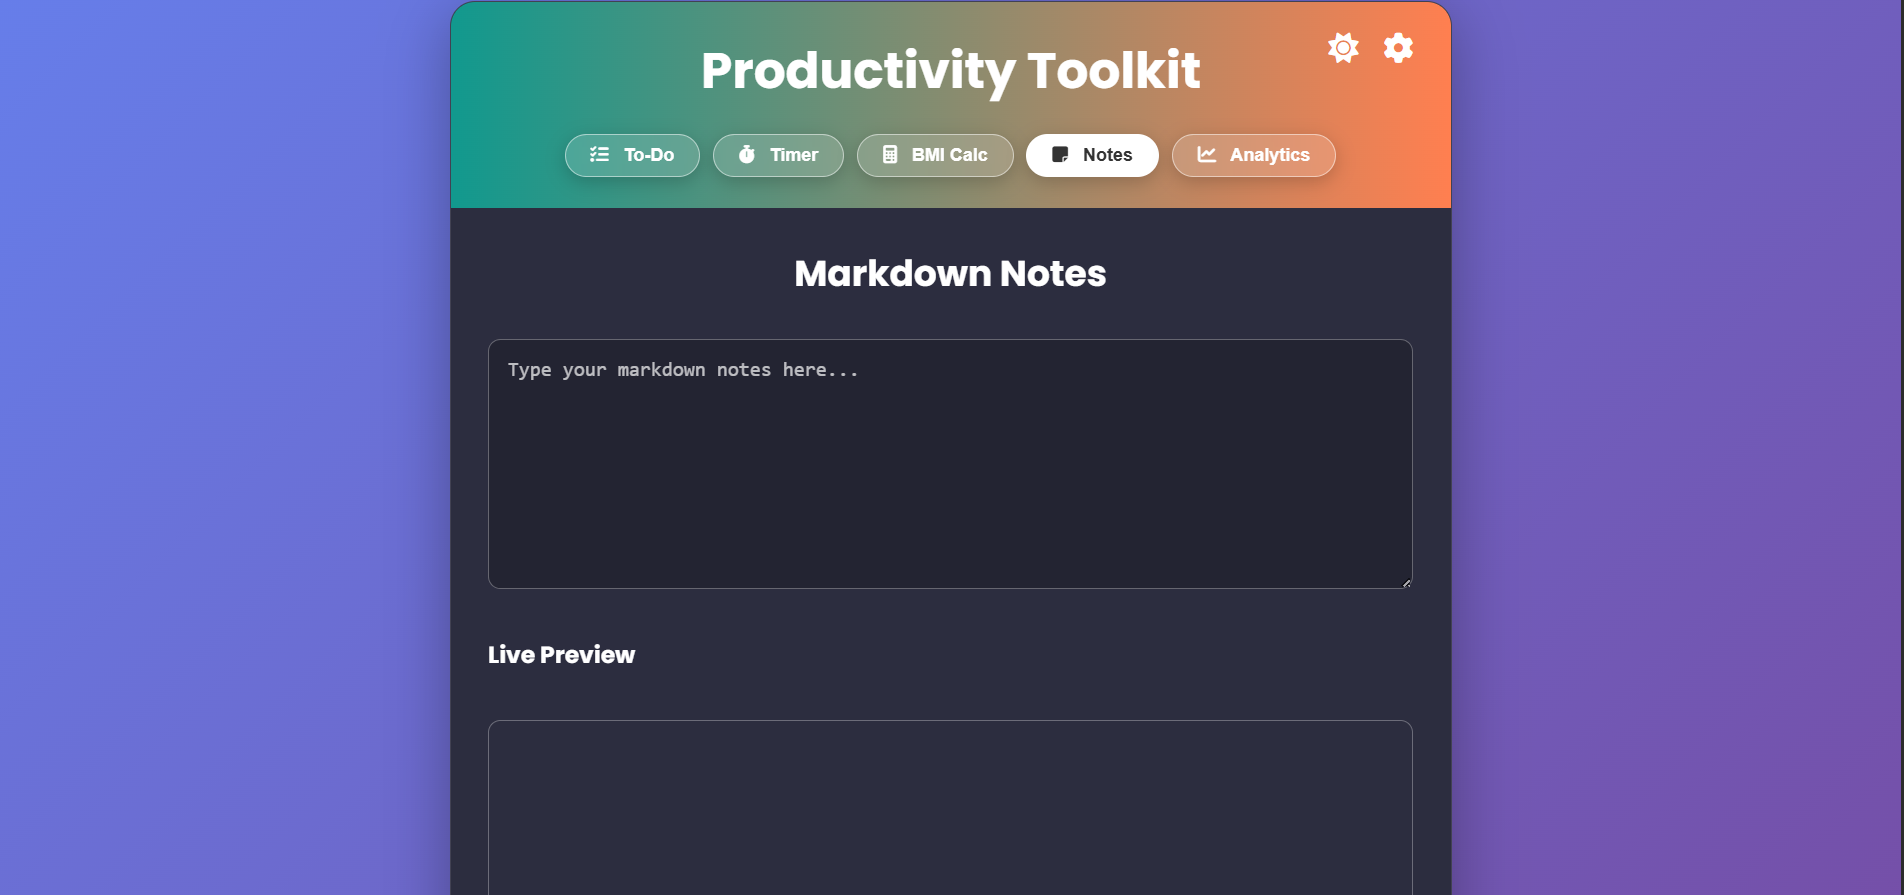 Productivity Toolkit
To-Do Timer BMI Calc Notes Analytics
Markdown Notes
Type your markdown notes here...
Live Preview